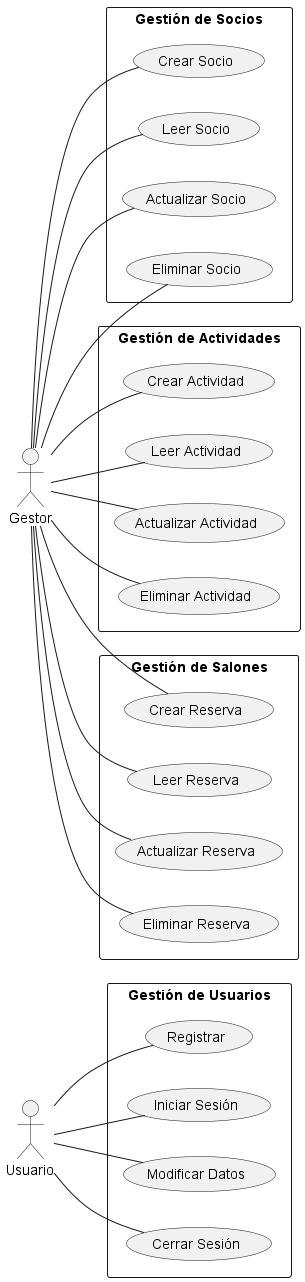 Gestión de Socios
Crear Socio
Leer Socio
Actualizar Socio
Eliminar Socio
Gestión de Actividades
Crear Actividad
Leer Actividad
Gestor
Actualizar Actividad
Eliminar Actividad
Gestión de Salones
Crear Reserva
Leer Reserva
Actualizar Reserva
Eliminar Reserva
Gestión de Usuarios
Registrar
Iniciar Sesión
Usuario
Modificar Datos
Cerrar Sesión